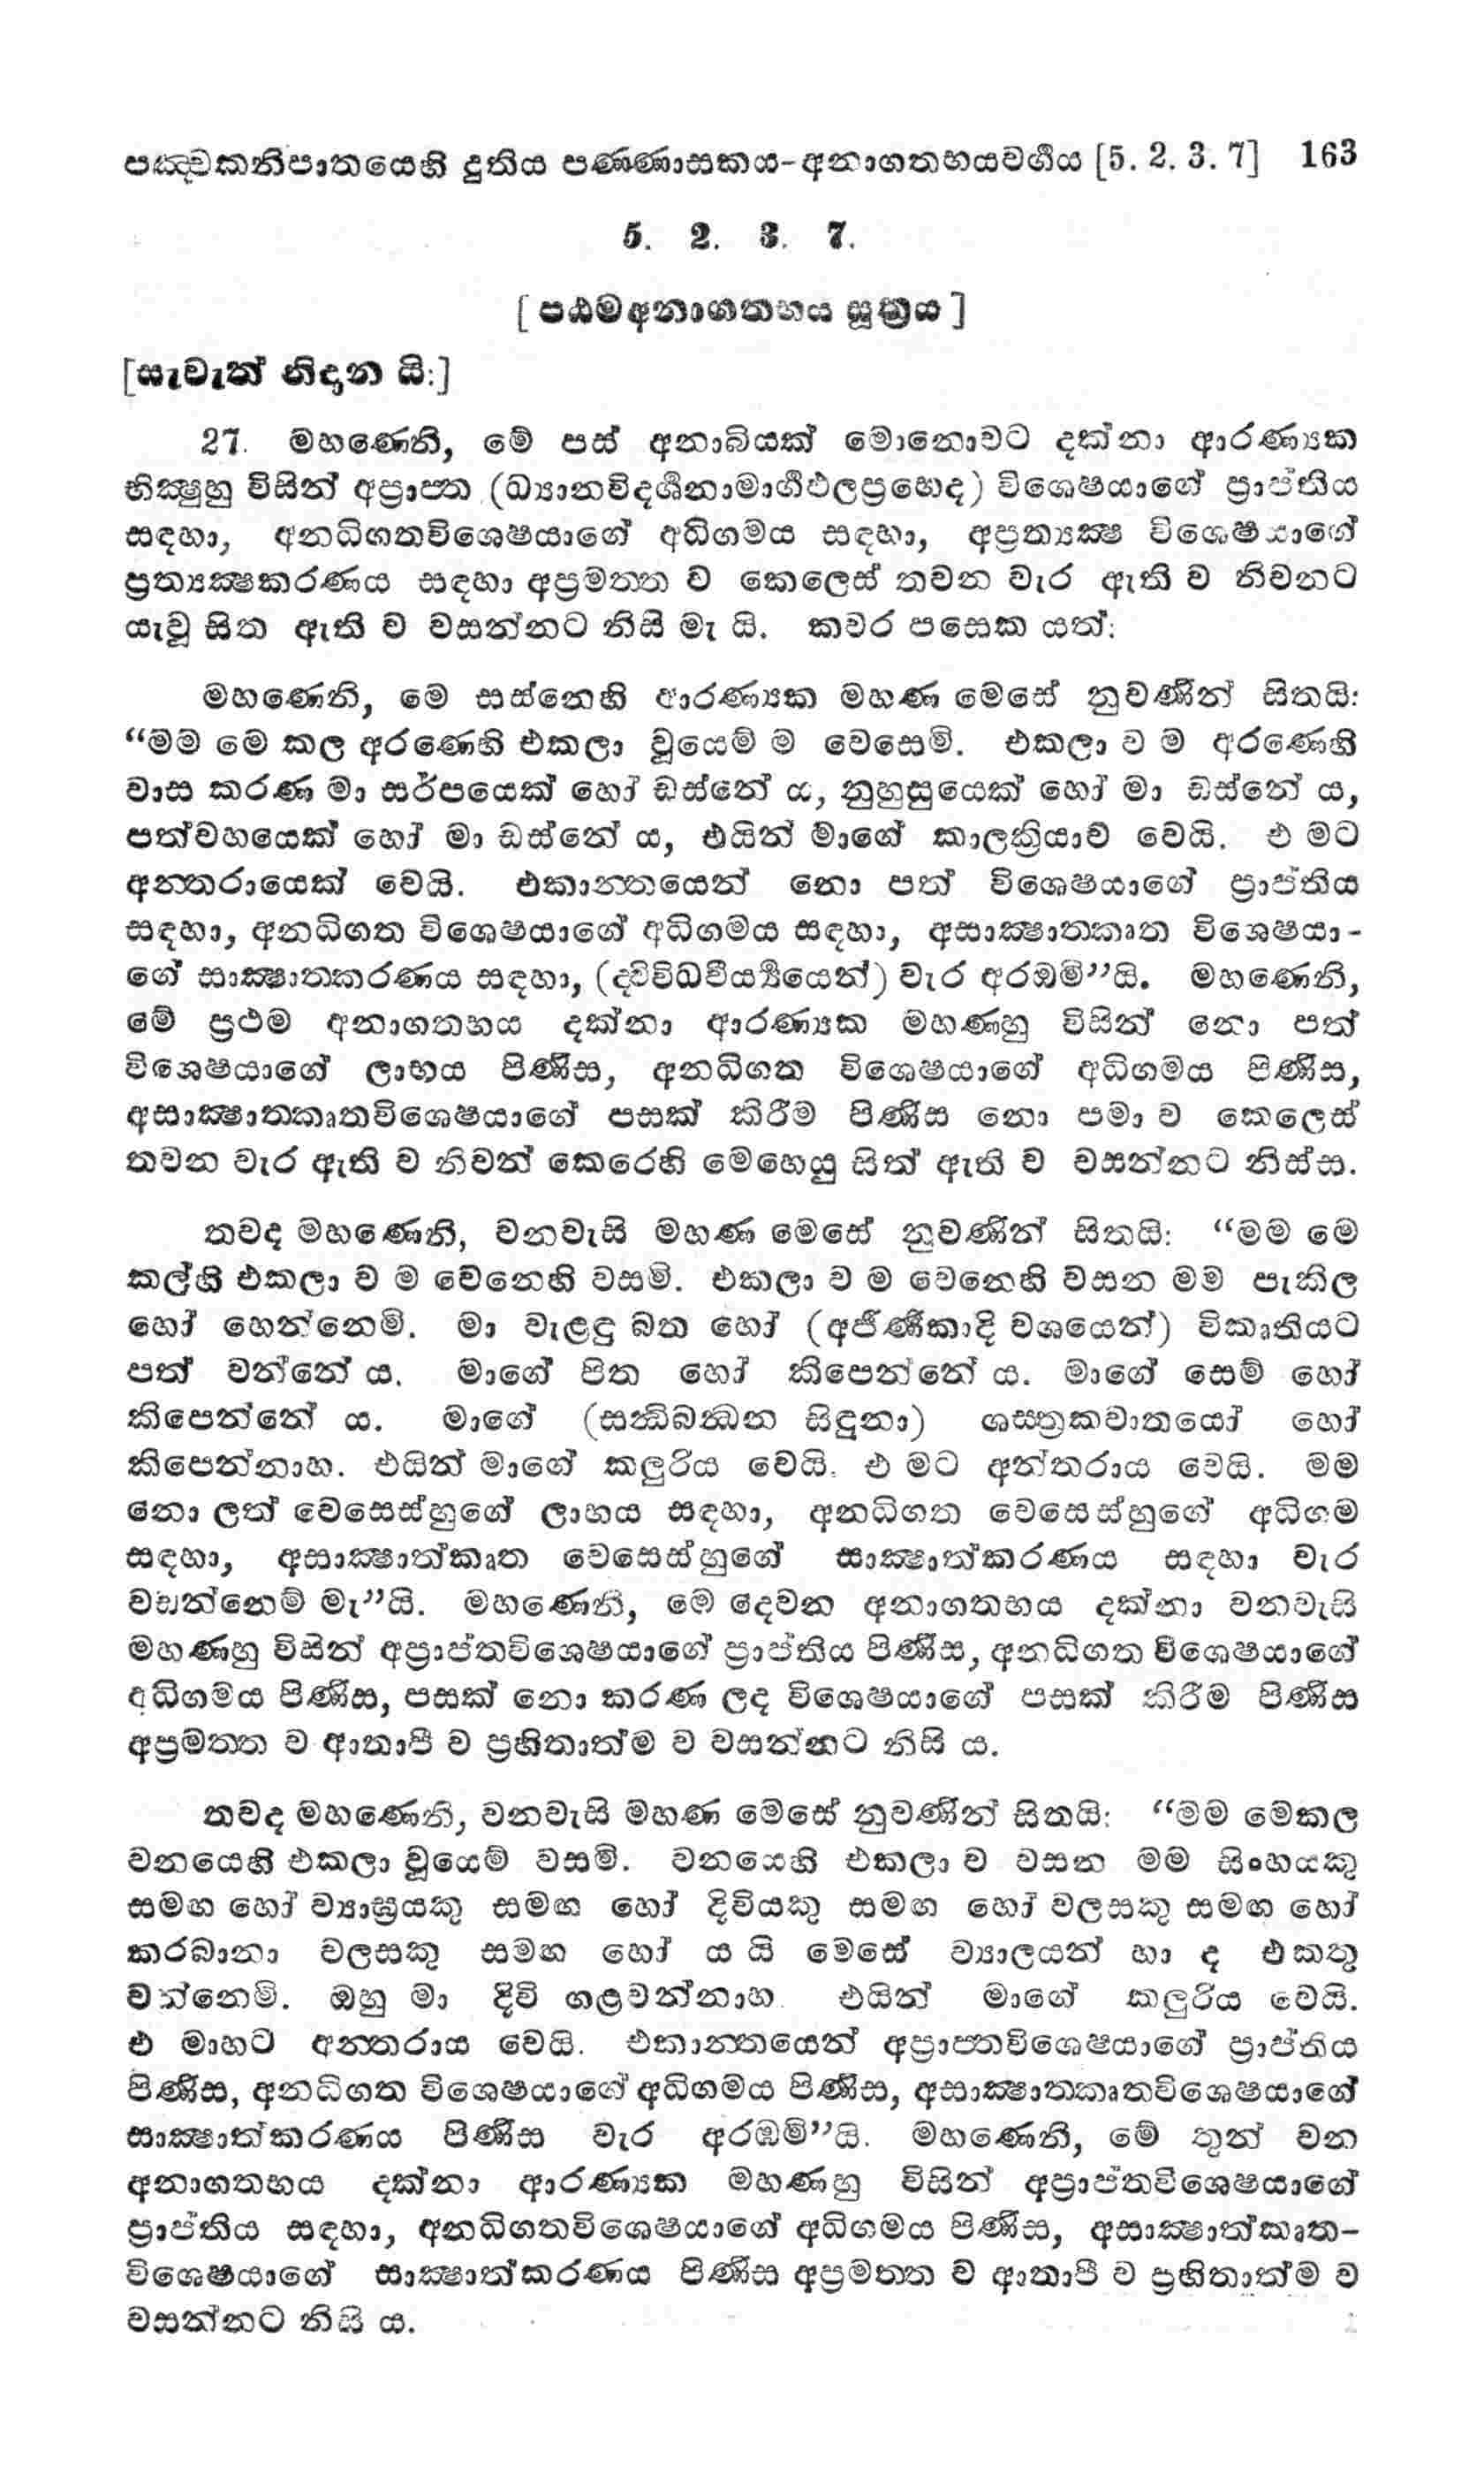 පඤ්චකනිපාතයෙහි දුතිය පණ්ණාසකය-අනාගතභයවර්ගය [5. 2. 3. 7] 163
5. 2. 3. 7.
[ පඨමඅනාගතභය සූත්‍රය ]
[සැවැත් නිදාන යි:]
27. මහණෙනි, මේ පස් අනාබියක් මොනොවට දක්නා ආරණ්‍යක
භික්‍ෂුහු විසින් අප්‍රාප්ත (ධ්‍යානවිදර්ශනාමාර්ගඵලප්‍රභෙද) විශෙෂයාගේ ප්‍රාප්තිය
සඳහා, අනධිගතවිශෙෂයාගේ අධිගමය සඳහා, අප්‍රත්‍යක්‍ෂ විශෙෂයාගේ
ප්‍රත්‍යක්‍ෂකරණය සඳහා අප්‍රමත්ත ව කෙලෙස් තවන වැර ඇති ව නිවනට
යැවූ සිත ඇති ව වසන්නට නිසි මැ යි. කවර පසෙක යත්:
මහණෙනි, මෙ සස්නෙහි ආරණ්‍යක මහණ මෙසේ නුවණින් සිතයි:
“මම මෙ කල අරණෙහි එකලා වූයෙම් ම වෙසෙමි. එකලා ව ම අරණෙහි
වාස කරණ මා සර්පයෙක් හෝ ඩස්නේ ය, නුහුසුයෙක් හෝ මා ඩස්නේ ය,
පත්වහයෙක් හෝ මා ඩස්නේ ය, එයින් මාගේ කාලක්‍රියාව වෙයි. එ මට
අන්තරායෙක් වෙයි. එකාන්තයෙන් නො පත් විශෙෂයාගේ ප්‍රාප්තිය
සඳහා, අනධිගත විශෙෂයාගේ අධිගමය සඳහා, අසාක්‍ෂාත්කෘත විශෙෂයා-
ගේ සාක්‍ෂාත්කරණය සඳහා, (ද්විවිධවීර්‍ය්‍යයෙන්) වැර අරඹමි”යි. මහණෙනි,
මේ ප්‍රථම අනාගතභය දක්නා ආරණ්‍යක මහණහු විසින් නො පත්
විශෙෂයාගේ ලාභය පිණිස, අනධිගත විශෙෂයාගේ අධිගමය පිණිස,
අසාක්‍ෂාත්කෘතවිශෙෂයාගේ පසක් කිරීම පිණිස නො පමා ව කෙලෙස්
තවන වැර ඇති ව නිවන් කෙරෙහි මෙහෙයු සිත් ඇති ව වසන්නට නිස්ස.
තවද මහණෙනි, වනවැසි මහණ මෙසේ නුවණින් සිතයි: “මම මෙ
කල්හි එකලා ව ම වෙනෙහි වසමි. එකලා ව ම වෙනෙහි වසන මම පැකිල
හෝ හෙන්නෙමි. මා වැළඳු බත හෝ (අජීර්ණකාදි වශයෙන්) විකෘතියට
පත් වන්නේ ය. මාගේ පිත හෝ කිපෙන්නේ ය. මාගේ සෙම් හෝ
කිපෙන්නේ ය. මාගේ (සන්ධිබන්ධන සිඳුනා) ශස්ත්‍රකවාතයෝ හෝ
කිපෙන්නාහ. එයින් මාගේ කලුරිය වෙයි. එ මට අන්තරාය වෙයි. මම
නො ලත් වෙසෙස්හුගේ ලාභය සඳහා, අනධිගත වෙසෙස්හුගේ අධිගම
සඳහා, අසාක්‍ෂාත්කෘත වෙසෙස්හුගේ සාක්‍ෂාත්කරණය සඳහා වැර
වඩන්නෙම් මැ”යි. මහණෙනි, මෙ දෙවන අනාගතභය දක්නා වනවැසි
මහණහු විසින් අප්‍රාප්තවිශෙෂයාගේ ප්‍රාප්තිය පිණිස, අනධිගත විශෙෂයාගේ
අධිගමය පිණිස, පසක් නො කරණ ලද විශෙෂයාගේ පසක් කිරීම පිණිස
අප්‍රමත්ත ව ආතාපී ව ප්‍රහිතාත්ම ව වසන්නට නිසි ය.
තවද මහණෙනි, වනවැසි මහණ මෙසේ නුවණින් සිතයි: “මම මෙකල
වනයෙහි එකලා වූයෙම් වසමි. වනයෙහි එකලා ව වසන මම සිංහයකු
සමඟ හෝ ව්‍යාඝ්‍රයකු සමඟ හෝ දිවියකු සමඟ හෝ වලසකු සමඟ හෝ
කරබානා වලසකු සමඟ හෝ ය යි මෙසේ ව්‍යාලයන් හා ද එකතු
වන්නෙමි. ඔහු මා දිවි ගළවන්නාහ. එයින් මාගේ කලුරිය වෙයි.
එ මාහට අන්තරාය වෙයි. එකාන්තයෙන් අප්‍රාප්තවිශෙෂයාගේ ප්‍රාප්තිය
පිණිස, අනධිගත විශෙෂයාගේ අධිගමය පිණිස, අසාක්‍ෂාත්කෘතවිශෙෂයාගේ
සාක්‍ෂාත්කරණය පිණිස වැර අරඹමි”යි. මහණෙනි, මේ තුන් වන
අනාගතභය දක්නා ආරණ්‍යක මහණහු විසින් අප්‍රාප්තවිශෙෂයාගේ
ප්‍රාප්තිය සඳහා, අනධිගතවිශෙෂයාගේ අධිගමය පිණිස, අසාක්‍ෂාත්කෘත-
විශෙෂයාගේ සාක්‍ෂාත්කරණය පිණිස අප්‍රමත්ත ව ආතාපී ව ප්‍රහිතාත්ම ව
වසන්නට නිසි ය.